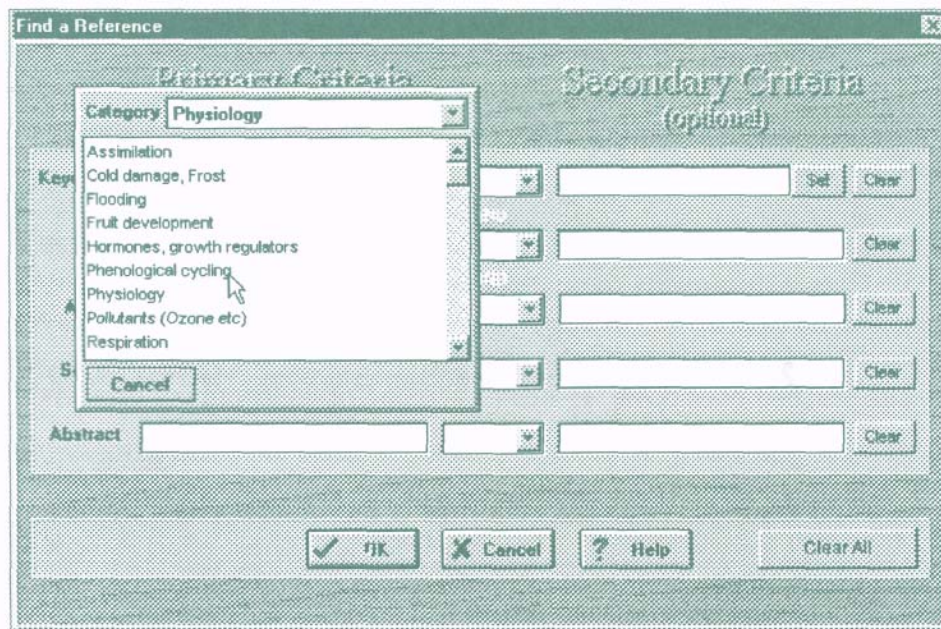 Find a Reference
Primary Criteria
Secondary Criteria
(optional)
Category Physiology
Assimilation
Cold damage, Frost
Flooding
Fruit development
Hormones, growth regulators
Phenological cycling
Physiology
Pollutants (Ozone etc)
Respiration
Cancel
Set Clear
Clear
Clear
Clear
Abstract Clear
OK Cancel ? Help Clear All